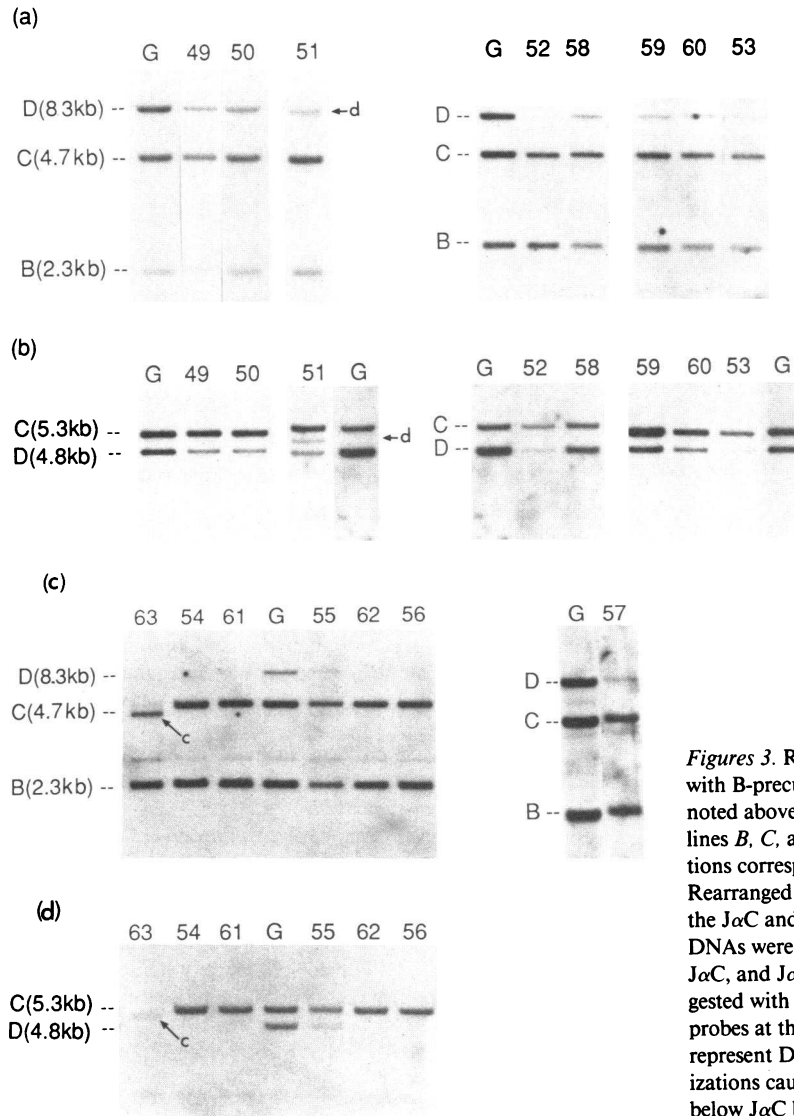 (a)
G 49 50 51
D(8.3kb) --
←d
C(4.7kb) --
B(2.3kb) --
G 52 58 59 60 53
D --
C --
B --
(b)
G 49 50 51 G
C(5.3kb) --
←d
D(4.8kb) --
G 52 58 59 60 53 G
C --
D --
(c)
63 54 61 G 55 62 56
D(8.3kb) --
C(4.7kb) --
c
B(2.3kb) --
G 57
D --
C --
B --
(d)
63 54 61 G 55 62 56
C(5.3kb) --
D(4.8kb) --
c
Figures 3. R
with B-precu
noted above
lines B, C, a
tions corresp
Rearranged
the JαC and
DNAs were
JαC, and Jα
gested with
probes at th
represent D
izations cau
below JαC